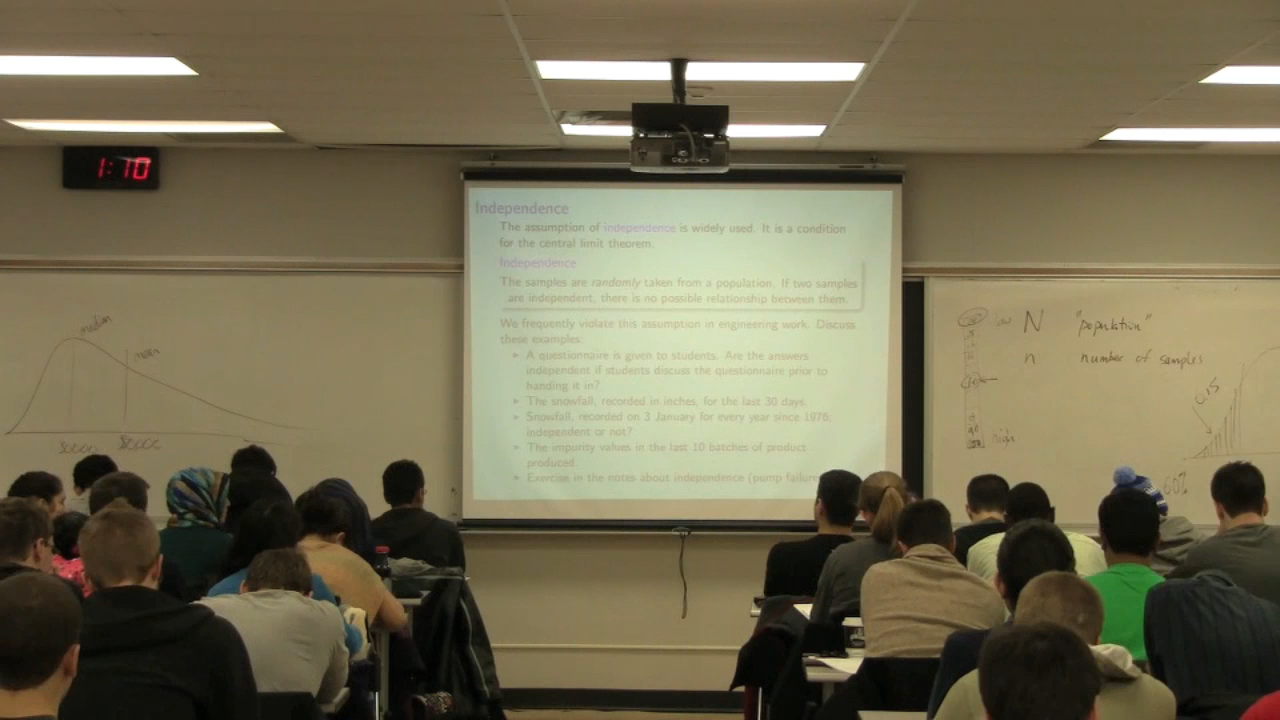 1:10
Independence
The assumption of independence is widely used. It is a condition
for the central limit theorem.
Independence
The samples are randomly taken from a population. If two samples
are independent, there is no possible relationship between them.
We frequently violate this assumption in engineering work. Discuss
these examples:
► A questionnaire is given to students. Are the answers
independent if students discuss the questionnaire prior to
handing it in?
► The snowfall, recorded in inches, for the last 30 days.
► Snowfall, recorded on 3 January for every year since 1976:
independent or not?
► The impurity values in the last 10 batches of product
produced.
► Exercise in the notes about independence (pump failure
median
mean
low
N "population"
n number of samples
high
60%